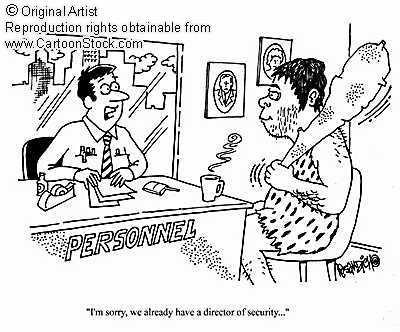 © Original Artist
Reproduction rights obtainable from
www.CartoonStock.com
PERSONNEL
"I'm sorry, we already have a director of security..."